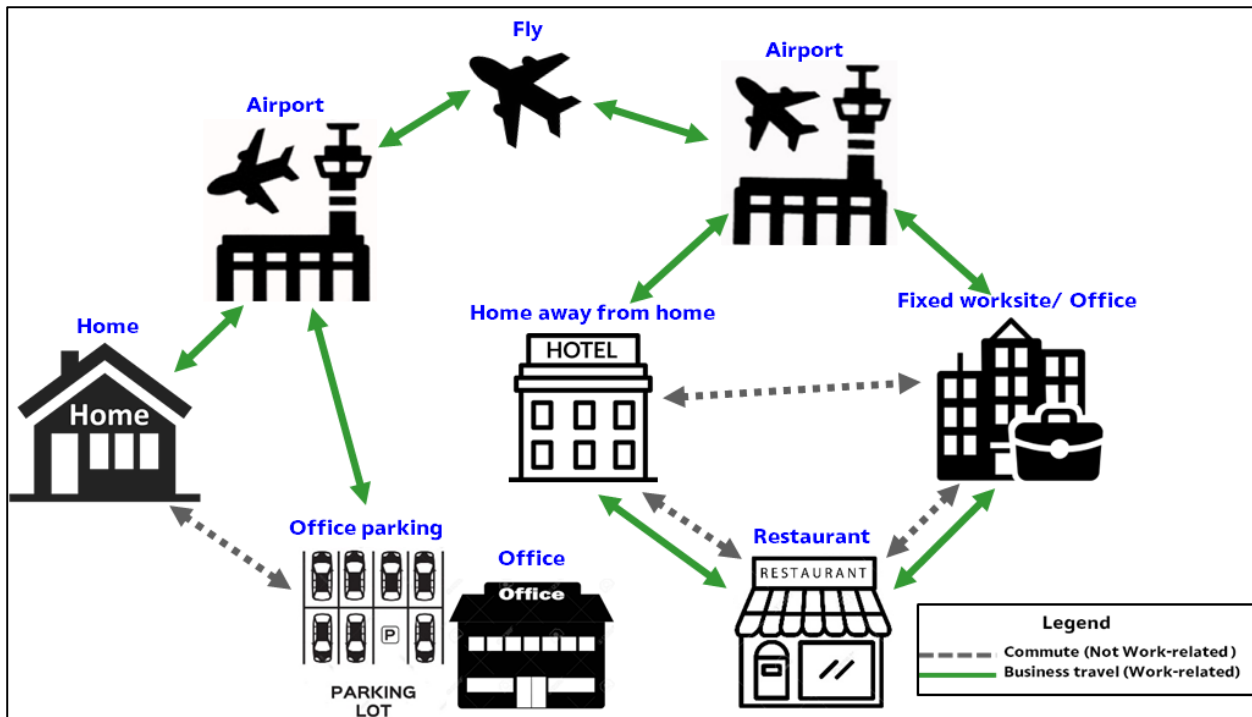 Fly
Airport
Airport
Home
Home
Home away from home
HOTEL
Fixed worksite/ Office
Office parking
P
PARKING
LOT
Office
Office
Restaurant
RESTAURANT
Legend
Commute (Not Work-related )
Business travel (Work-related)